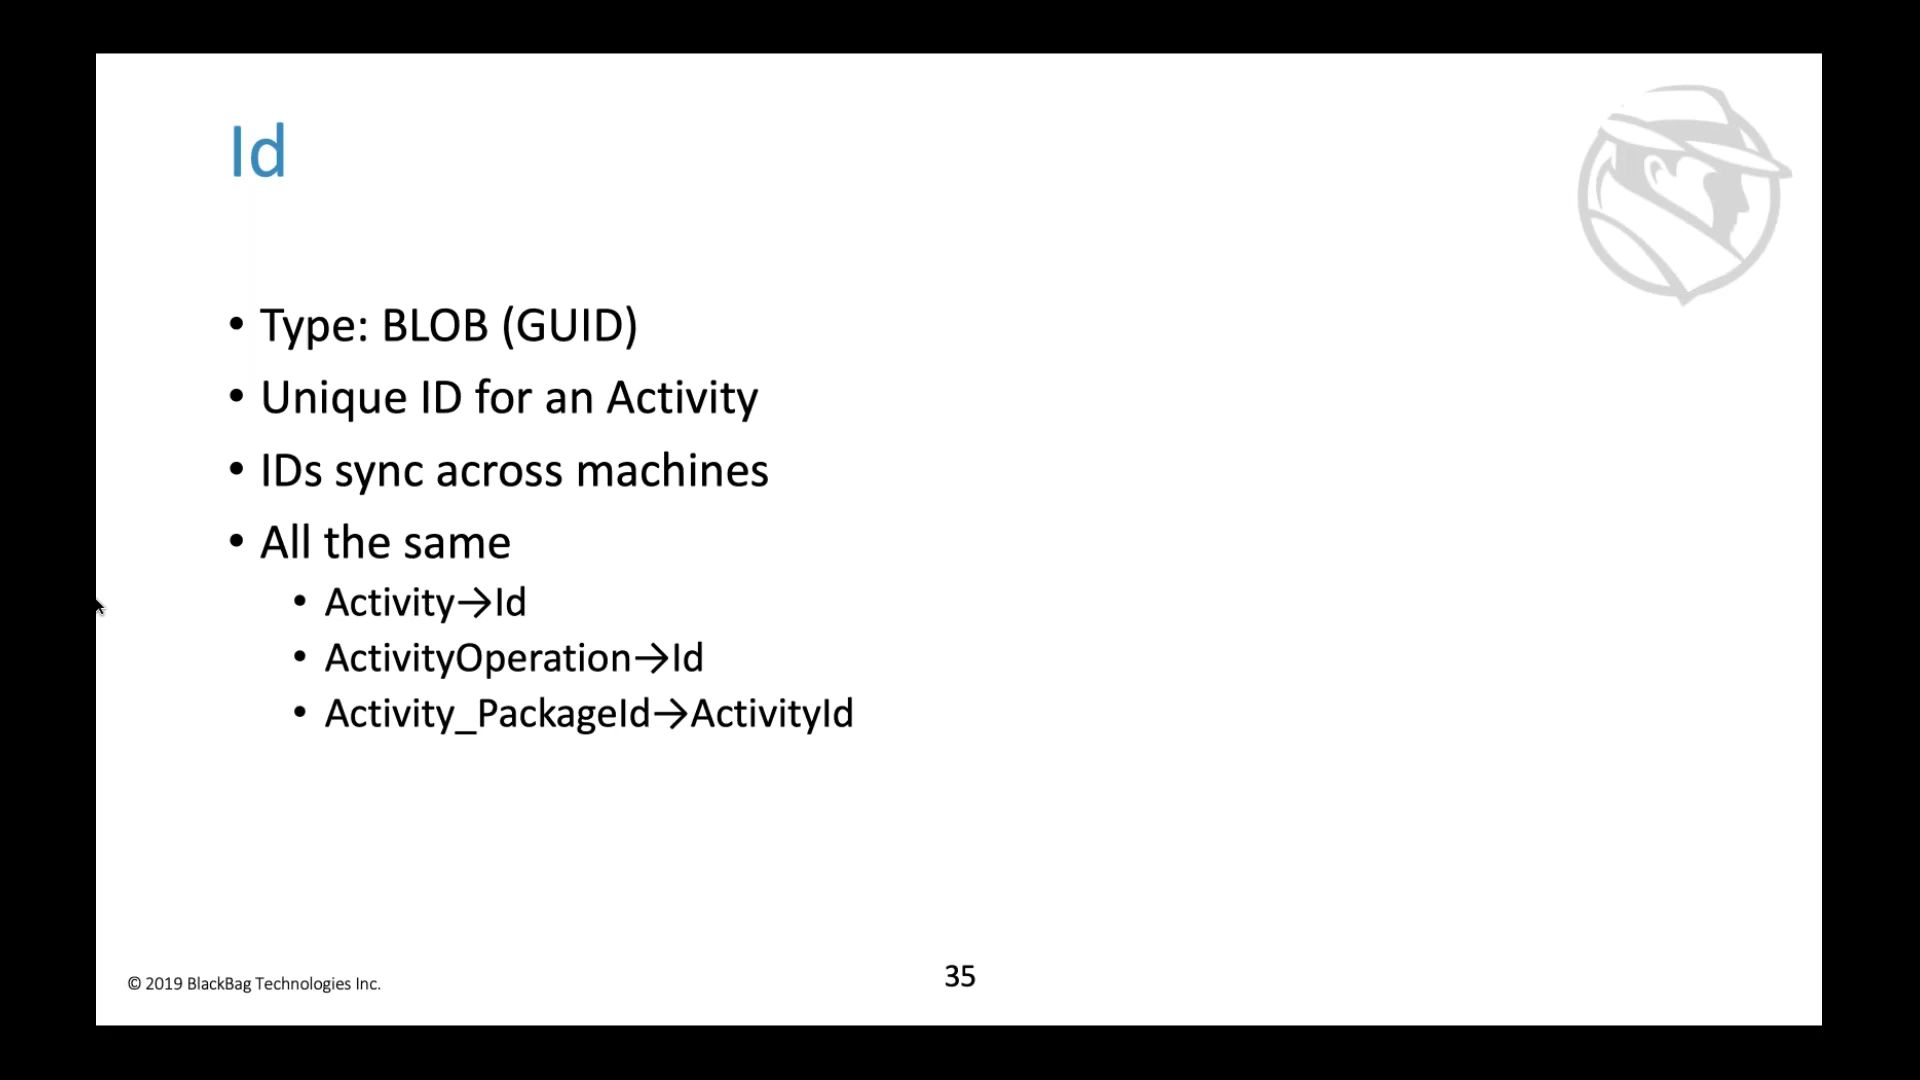 Id
• Type: BLOB (GUID)
• Unique ID for an Activity
• IDs sync across machines
• All the same
• Activity→Id
• ActivityOperation→Id
• Activity_PackageId→ActivityId
© 2019 BlackBag Technologies Inc.
35